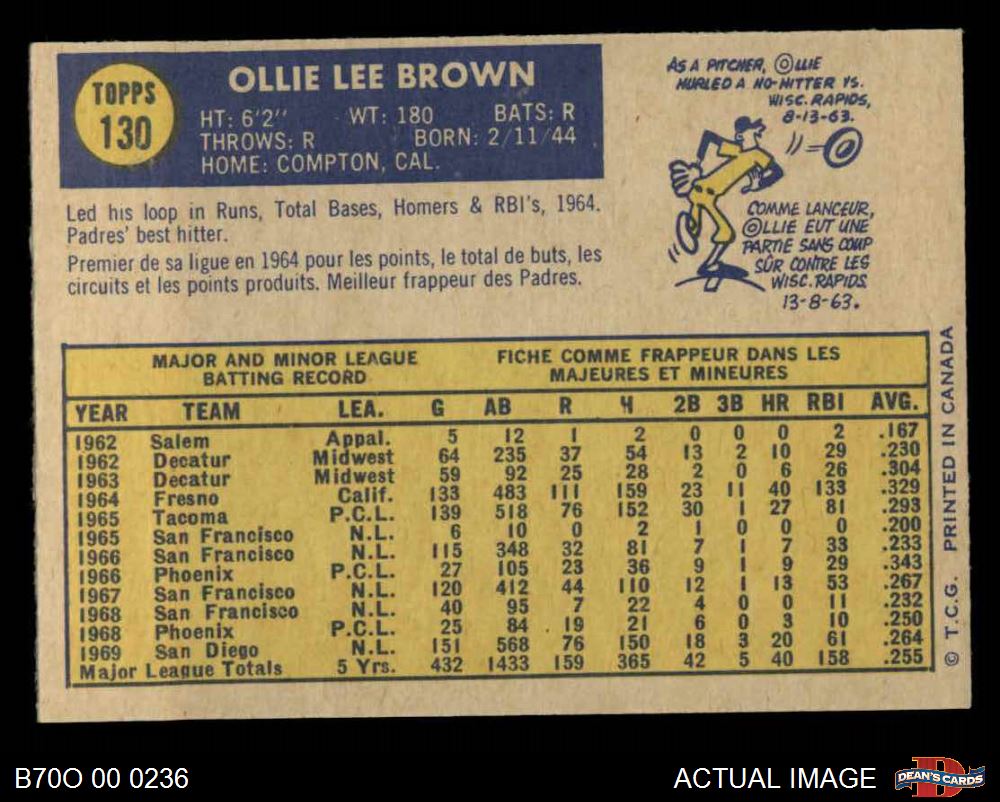 TOPPS
130
OLLIE LEE BROWN
HT: 6'2" WT: 180 BATS: R
THROWS: R BORN: 2/11/44
HOME: COMPTON, CAL.
AS A PITCHER, OLLIE
HURLED A NO-HITTER VS.
WISC. RAPIDS,
8-13-63.
COMME LANCEUR,
OLLIE EUT UNE
PARTIE SANS COUP
SÛR CONTRE LES
WISC. RAPIDS
13-8-63.
Led his loop in Runs, Total Bases, Homers & RBI's, 1964.
Padres' best hitter.
Premier de sa ligue en 1964 pour les points, le total de buts, les
circuits et les points produits. Meilleur frappeur des Padres.
MAJOR AND MINOR LEAGUE
BATTING RECORD
FICHE COMME FRAPPEUR DANS LES
MAJEURES ET MINEURES
YEAR TEAM LEA. G AB R H 2B 3B HR RBI AVG.
1962 Salem Appal. 5 12 1 2 0 0 0 2 .167
1962 Decatur Midwest 64 235 37 54 13 2 10 29 .230
1963 Decatur Midwest 59 92 25 28 2 0 6 26 .304
1964 Fresno Calif. 133 483 111 159 23 11 40 133 .329
1965 Tacoma P.C.L. 139 518 76 152 30 1 27 81 .293
1965 San Francisco N.L. 6 10 0 2 1 0 0 0 .200
1966 San Francisco N.L. 115 348 32 81 7 1 7 33 .233
1966 Phoenix P.C.L. 27 105 23 36 9 1 9 29 .343
1967 San Francisco N.L. 120 412 44 110 12 1 13 53 .267
1968 San Francisco N.L. 40 95 7 22 4 0 0 11 .232
1968 Phoenix P.C.L. 25 84 19 21 6 0 3 10 .250
1969 San Diego N.L. 151 568 76 150 18 3 20 61 .264
Major League Totals 5 Yrs. 432 1433 159 365 42 5 40 158 .255
© T.C.G. PRINTED IN CANADA
B70O 00 0236
ACTUAL IMAGE
DEAN'S CARDS